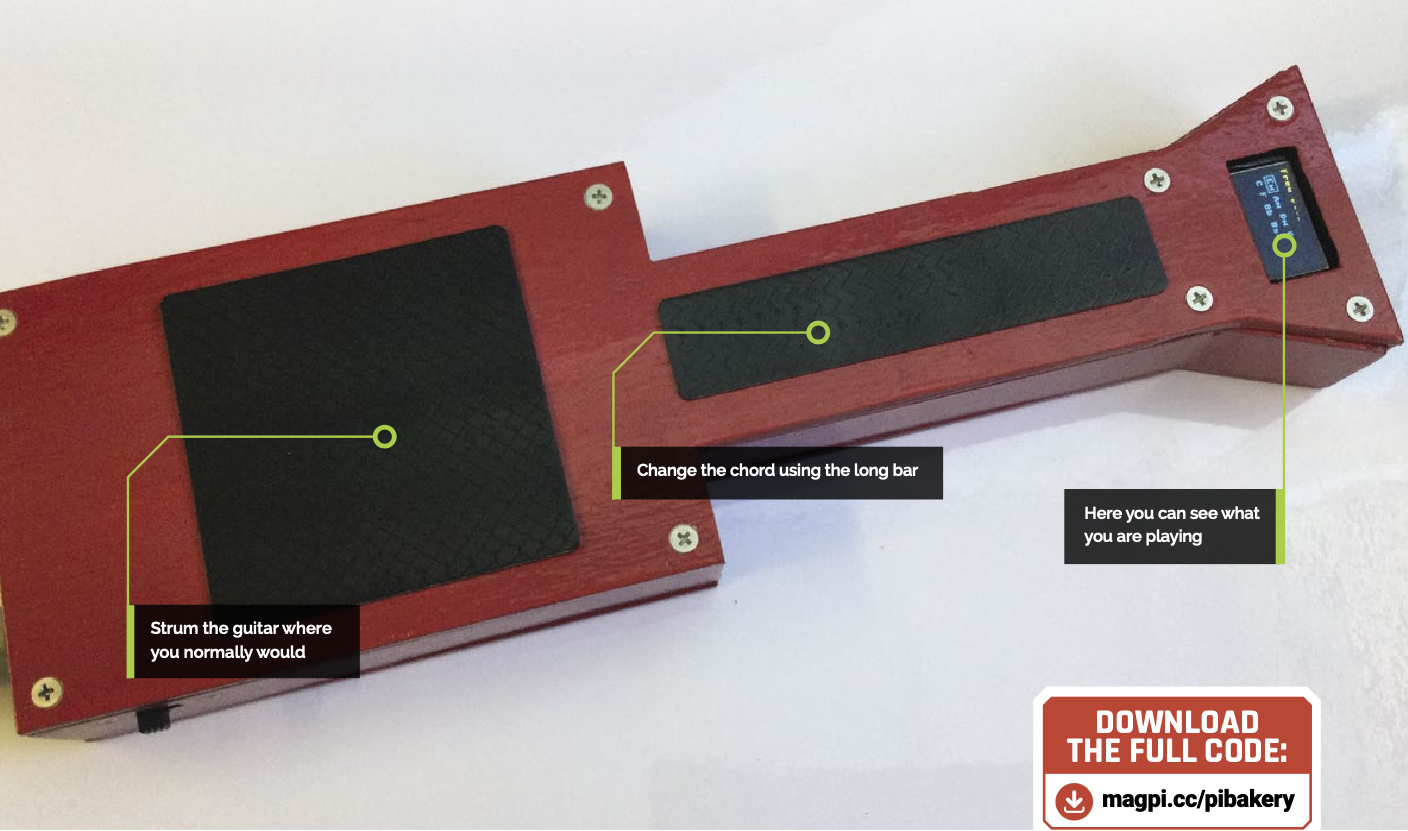 Change the chord using the long bar
Here you can see what
you are playing
Strum the guitar where
you normally would
DOWNLOAD
THE FULL CODE:
magpi.cc/pibakery